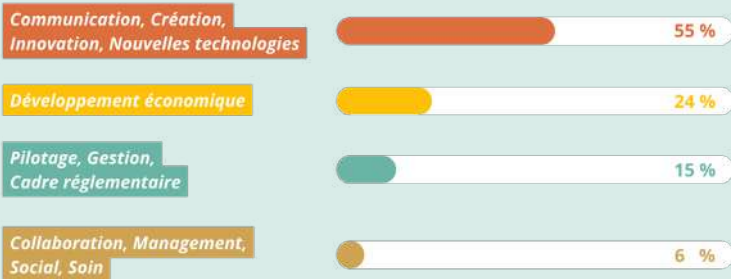 Communication, Création,
Innovation, Nouvelles technologies
55 %
Développement économique
24 %
Pilotage, Gestion,
Cadre réglementaire
15 %
Collaboration, Management,
Social, Soin
6 %